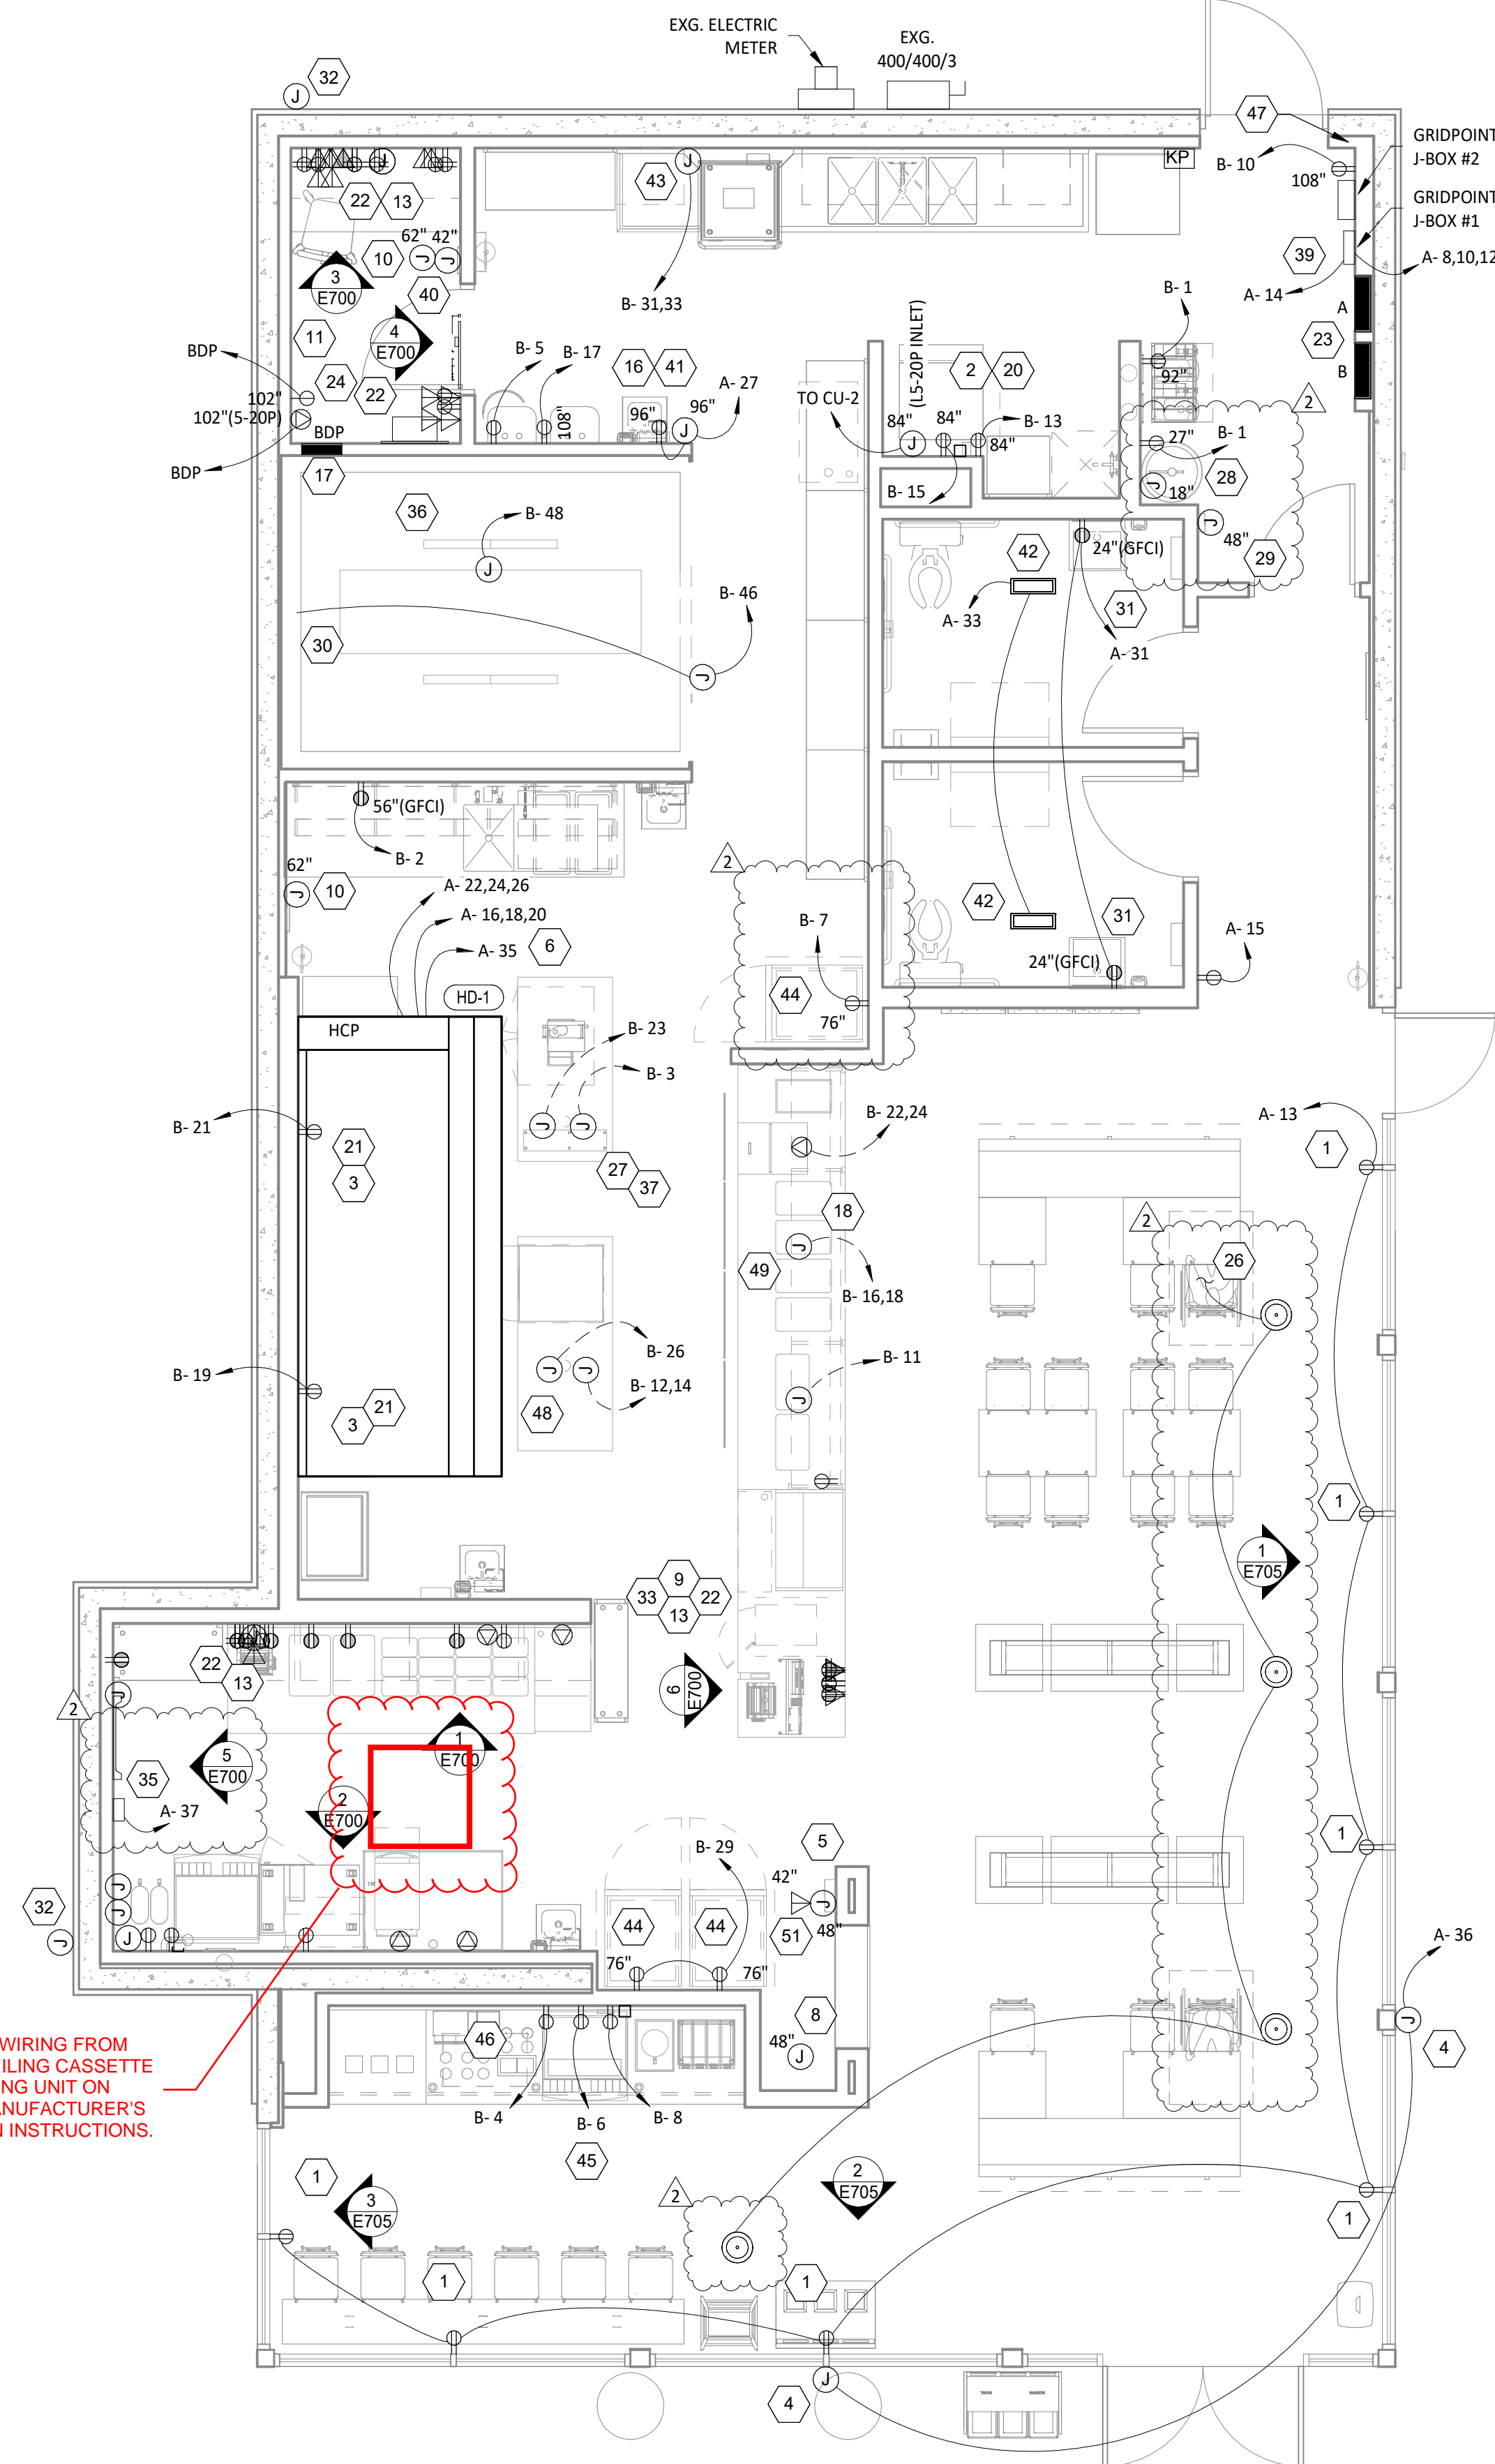 EXG. ELECTRIC
METER
EXG.
400/400/3
32
J
47
GRIDPOINT
J-BOX #2
B- 10
108"
GRIDPOINT
J-BOX #1
KP
43
J
J
22
13
62"
42"
10
J
J
3
E700
40
39
A- 8,10,12
A- 14
B- 31,33
B- 1
A
11
4
E700
23
BDP
B- 5
B- 17
16
41
(L5-20P INLET)
2
20
B
24
22
A- 27
TO CU-2
92"
2
102"
102"(5-20P)
BDP
108"
96"
96"
J
84"
84"
B- 13
J
84"
27"
B- 1
BDP
17
B- 15
28
J
18"
36
B- 48
J
48"
J
42
24"(GFCI)
29
B- 46
A- 33
31
30
A- 31
J
56"(GFCI)
B- 2
2
62"
J
10
A- 22,24,26
A- 16,18,20
A- 35
6
B- 7
42
31
A- 15
24"(GFCI)
HD-1
44
76"
HCP
B- 23
B- 3
B- 22,24
A- 13
B- 21
J
J
1
21
3
27
37
18
2
J
49
26
B- 16,18
B- 26
B- 11
B- 19
J
J
B- 12,14
21
3
48
J
1
1
E705
9
33
22
13
22
13
J
6
E700
2
J
1
E700
5
E700
35
2
E700
A- 37
5
1
B- 29
42"
J
J
32
J
44
44
51
48"
J
J
A- 36
76"
76"
8
46
48"
J
J
4
WIRING FROM
EILING CASSETTE
ING UNIT ON
ANUFACTURER'S
N INSTRUCTIONS.
B- 4
B- 6
B- 8
45
1
2
E705
3
E705
2
1
1
1
J
4